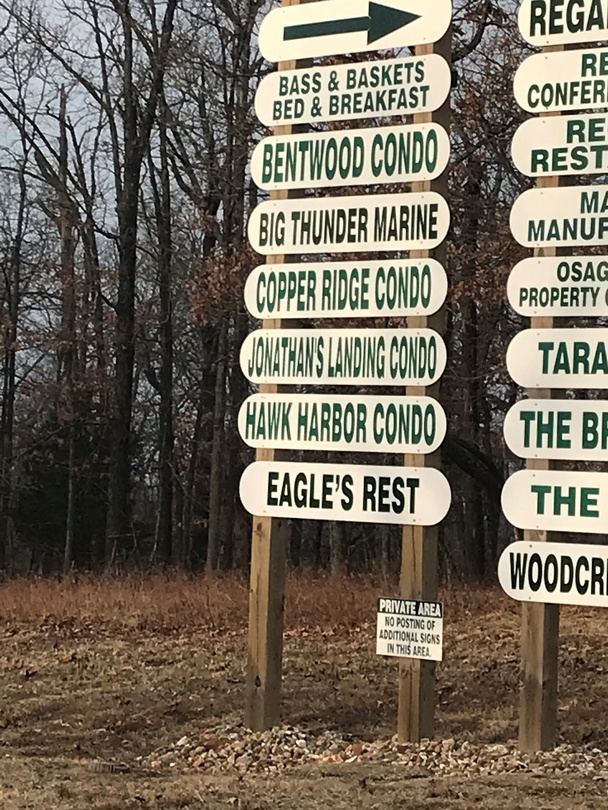 BASS & BASKETS
BED & BREAKFAST
BENTWOOD CONDO
BIG THUNDER MARINE
COPPER RIDGE CONDO
JONATHAN'S LANDING CONDO
HAWK HARBOR CONDO
EAGLE'S REST
PRIVATE AREA
NO POSTING OF
ADDITIONAL SIGNS
IN THIS AREA.
REGA
RE
CONFER
RE
REST
MA
MANUF
OSAG
PROPERTY
TARA
THE BR
THE
WOODCR